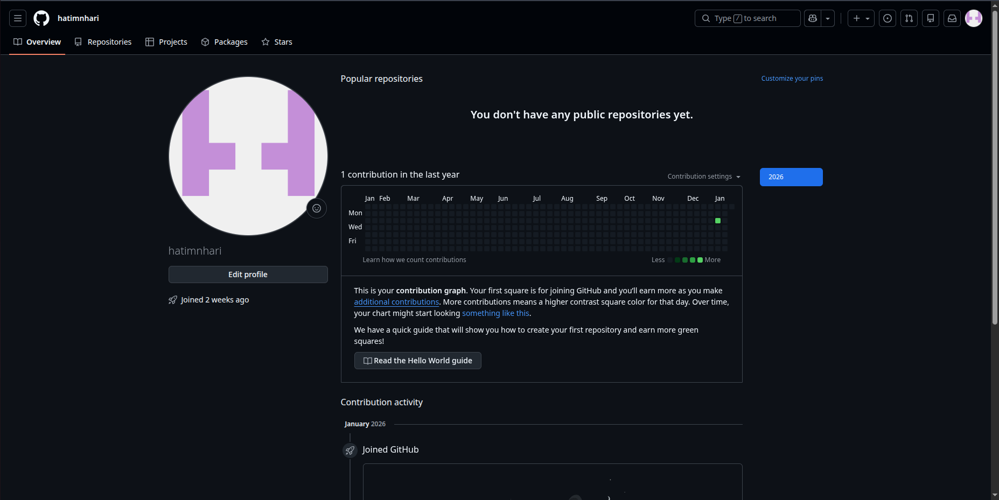 hatimnhari
Type / to search
Overview
Repositories
Projects
Packages
Stars
Popular repositories
Customize your pins
You don't have any public repositories yet.
hatimnhari
Edit profile
Joined 2 weeks ago
1 contribution in the last year
Contribution settings
2026
Jan Feb Mar Apr May Jun Jul Aug Sep Oct Nov Dec Jan
Mon
Wed
Fri
Learn how we count contributions
Less More
This is your contribution graph. Your first square is for joining GitHub and you’ll earn more as you make
additional contributions. More contributions means a higher contrast square color for that day. Over time,
your chart might start looking something like this.
We have a quick guide that will show you how to create your first repository and earn more green
squares!
Read the Hello World guide
Contribution activity
January 2026
Joined GitHub